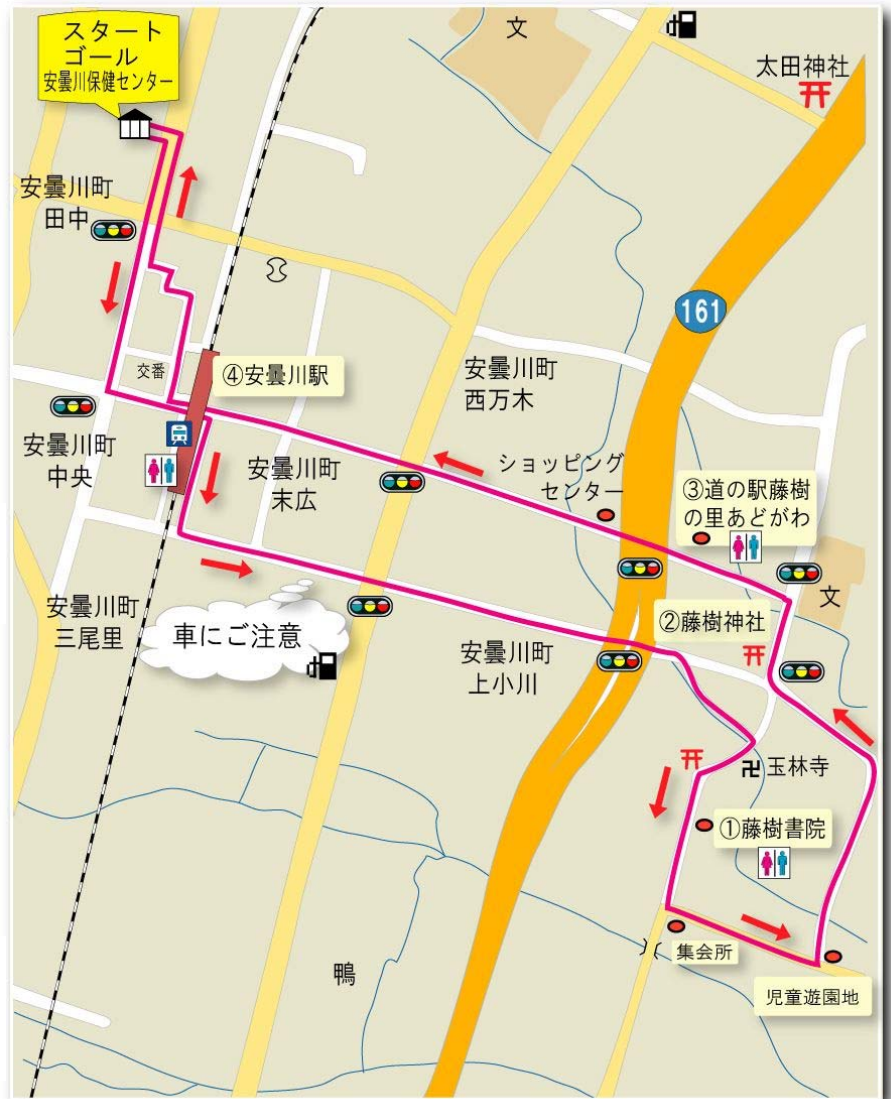 スタート
ゴール
安曇川保健センター
文
太田神社
安曇川町
田中
161
交番
④安曇川駅
安曇川町
西万木
安曇川町
中央
安曇川町
末広
ショッピング
センター
③道の駅藤樹
の里あどがわ
安曇川町
三尾里
車にご注意
②藤樹神社
文
安曇川町
上小川
玉林寺
①藤樹書院
集会所
児童遊園地
鴨